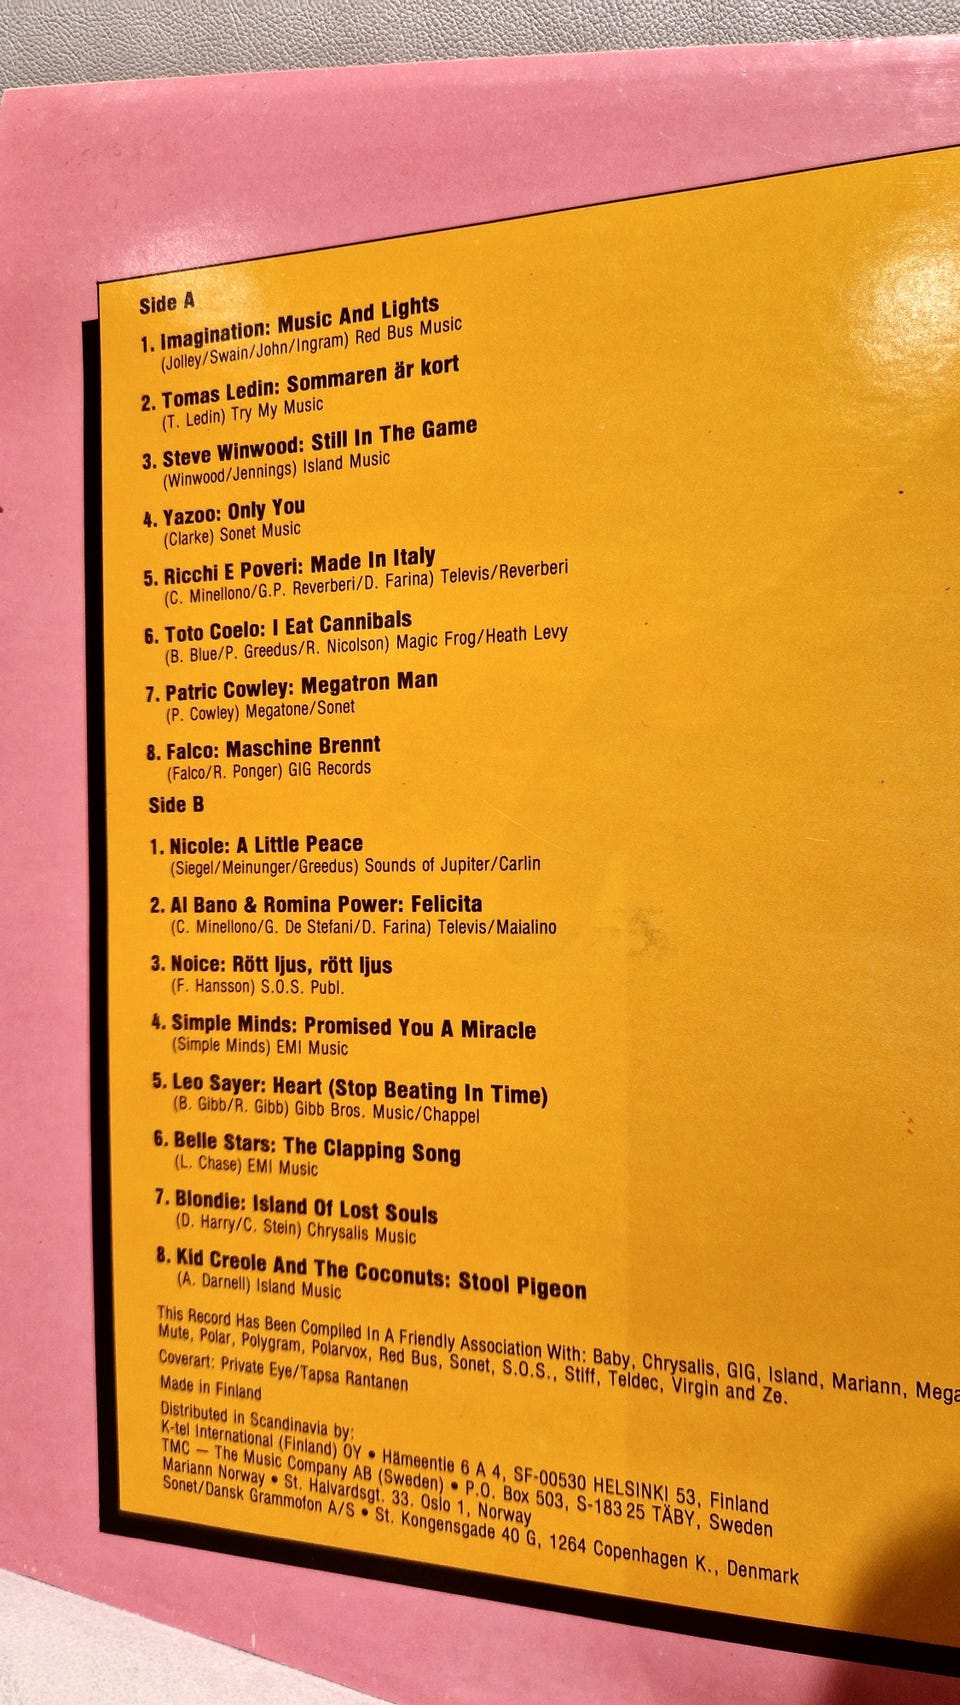 Side A
1. Imagination: Music And Lights
(Jolley/Swain/John/Ingram) Red Bus Music
2. Tomas Ledin: Sommaren är kort
(T. Ledin) Try My Music
3. Steve Winwood: Still In The Game
(Winwood/Jennings) Island Music
4. Yazoo: Only You
(Clarke) Sonet Music
5. Ricchi E Poveri: Made In Italy
(C. Minellono/G.P. Reverberi/D. Farina) Televis/Reverberi
6. Toto Coelo: I Eat Cannibals
(B. Blue/P. Greedus/R. Nicolson) Magic Frog/Heath Levy
7. Patric Cowley: Megatron Man
(P. Cowley) Megatone/Sonet
8. Falco: Maschine Brennt
(Falco/R. Ponger) GIG Records
Side B
1. Nicole: A Little Peace
(Siegel/Meinunger/Greedus) Sounds of Jupiter/Carlin
2. Al Bano & Romina Power: Felicita
(C. Minellono/G. De Stefani/D. Farina) Televis/Maialino
3. Noice: Rött ljus, rött ljus
(F. Hansson) S.O.S. Publ.
4. Simple Minds: Promised You A Miracle
(Simple Minds) EMI Music
5. Leo Sayer: Heart (Stop Beating In Time)
(B. Gibb/R. Gibb) Gibb Bros. Music/Chappel
6. Belle Stars: The Clapping Song
(L. Chase) EMI Music
7. Blondie: Island Of Lost Souls
(D. Harry/C. Stein) Chrysalis Music
8. Kid Creole And The Coconuts: Stool Pigeon
(A. Darnell) Island Music
This Record Has Been Compiled In A Friendly Association With: Baby, Chrysalis, GIG, Island, Mariann, Mega
Mute, Polar, Polygram, Polarvox, Red Bus, Sonet, S.O.S., Stiff, Teldec, Virgin and Ze.
Coverart: Private Eye/Tapsa Rantanen
Made in Finland
Distributed in Scandinavia by:
K-tel International (Finland) OY • Hämeentie 6 A 4, SF-00530 HELSINKI 53, Finland
TMC — The Music Company AB (Sweden) • P.O. Box 503, S-183 25 TÄBY, Sweden
Mariann Norway • St. Halvardsgt. 33. Oslo 1, Norway
Sonet/Dansk Grammofon A/S • St. Kongensgade 40 G, 1264 Copenhagen K., Denmark